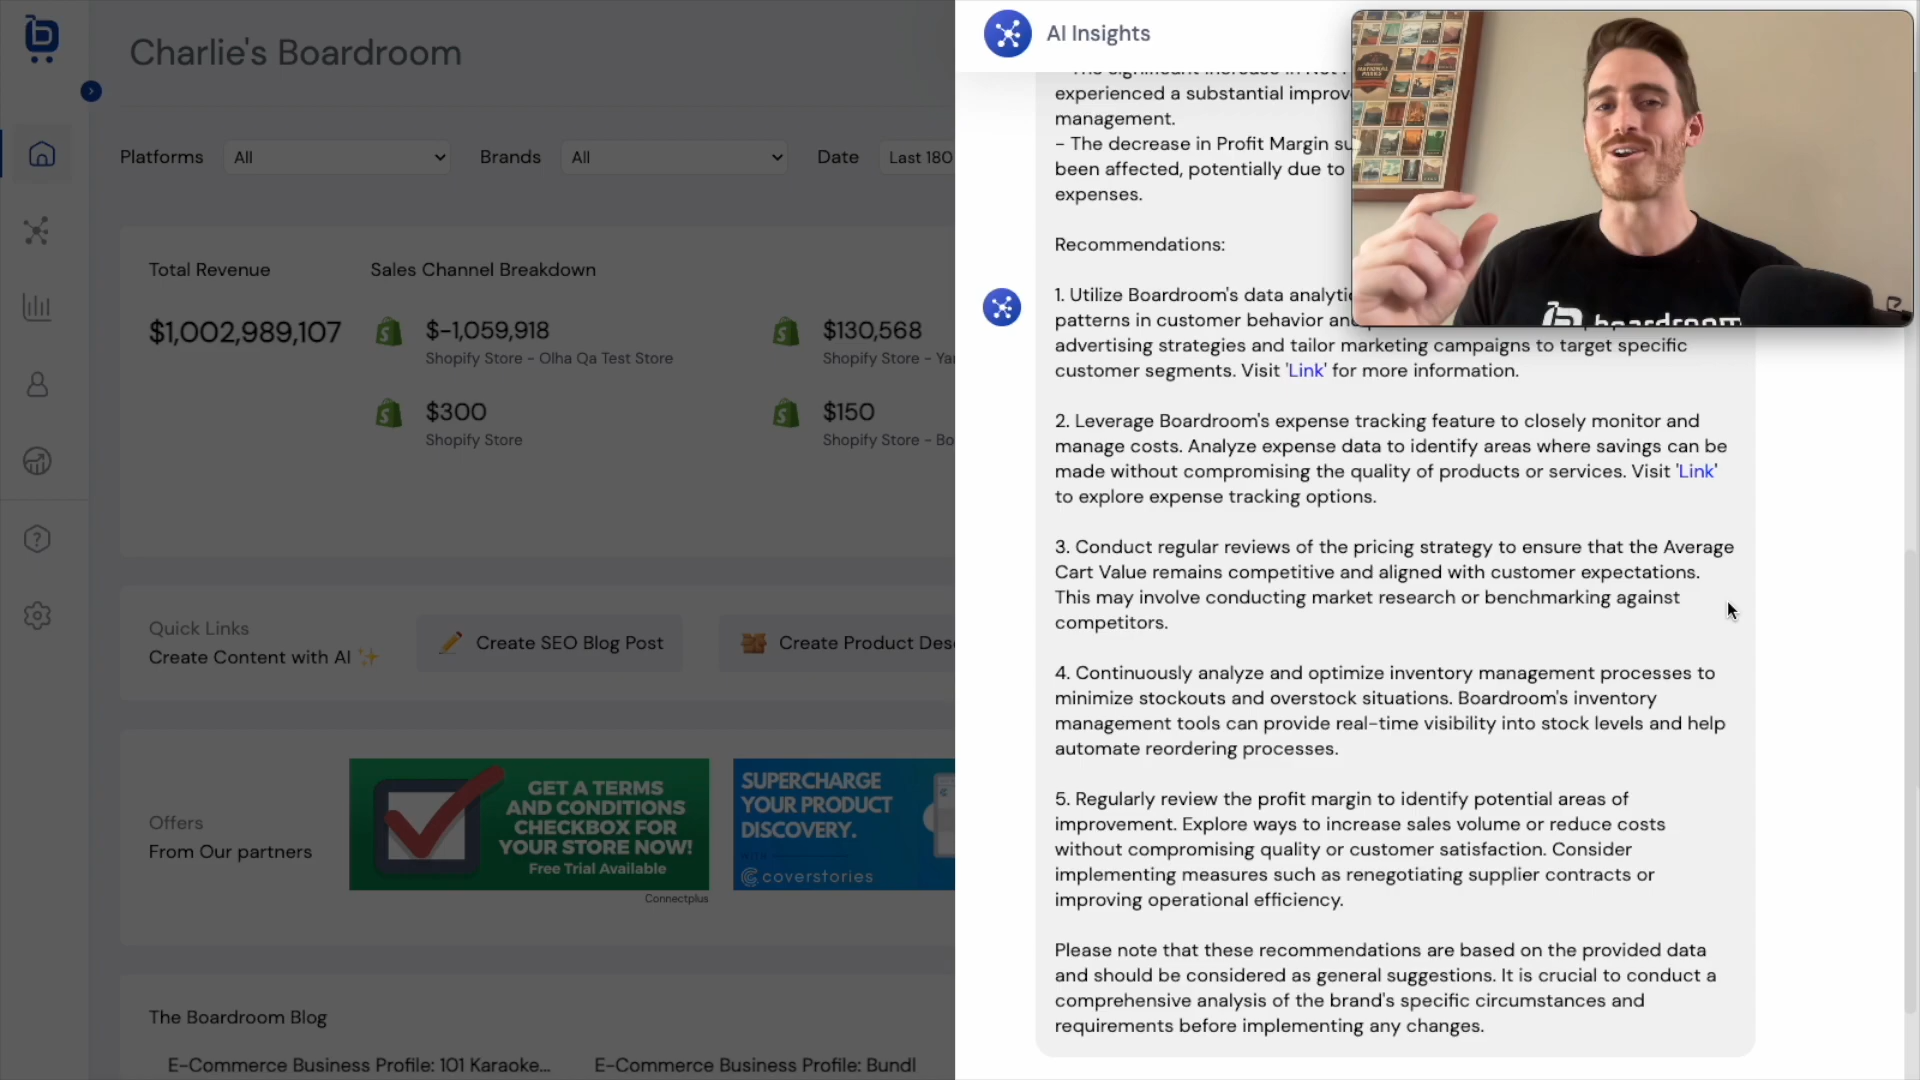 Charlie's Boardroom
Platforms
All
Brands
All
Date
Last 180
Total Revenue
$1,002,989,107
Sales Channel Breakdown
$-1,059,918
Shopify Store - Olha Qa Test Store
$130,568
Shopify Store - Yar
$300
Shopify Store
$150
Shopify Store - Bo
Quick Links
Create Content with AI
Create SEO Blog Post
Create Product Des
Offers
From Our partners
GET A TERMS
AND CONDITIONS
CHECKBOX FOR
YOUR STORE NOW!
Free Trial Available
Connectplus
SUPERCHARGE
YOUR PRODUCT
DISCOVERY.
coverstories
The Boardroom Blog
E-Commerce Business Profile: 101 Karaoke...
E-Commerce Business Profile: Bundl
AI Insights
experienced a substantial improv
management.
- The decrease in Profit Margin su
been affected, potentially due to
expenses.
Recommendations:
1. Utilize Boardroom's data analytic
patterns in customer behavior and
advertising strategies and tailor marketing campaigns to target specific
customer segments. Visit 'Link' for more information.
2. Leverage Boardroom's expense tracking feature to closely monitor and
manage costs. Analyze expense data to identify areas where savings can be
made without compromising the quality of products or services. Visit 'Link'
to explore expense tracking options.
3. Conduct regular reviews of the pricing strategy to ensure that the Average
Cart Value remains competitive and aligned with customer expectations.
This may involve conducting market research or benchmarking against
competitors.
4. Continuously analyze and optimize inventory management processes to
minimize stockouts and overstock situations. Boardroom's inventory
management tools can provide real-time visibility into stock levels and help
automate reordering processes.
5. Regularly review the profit margin to identify potential areas of
improvement. Explore ways to increase sales volume or reduce costs
without compromising quality or customer satisfaction. Consider
implementing measures such as renegotiating supplier contracts or
improving operational efficiency.
Please note that these recommendations are based on the provided data
and should be considered as general suggestions. It is crucial to conduct a
comprehensive analysis of the brand's specific circumstances and
requirements before implementing any changes.
NATIONAL
PARKS
boardroom